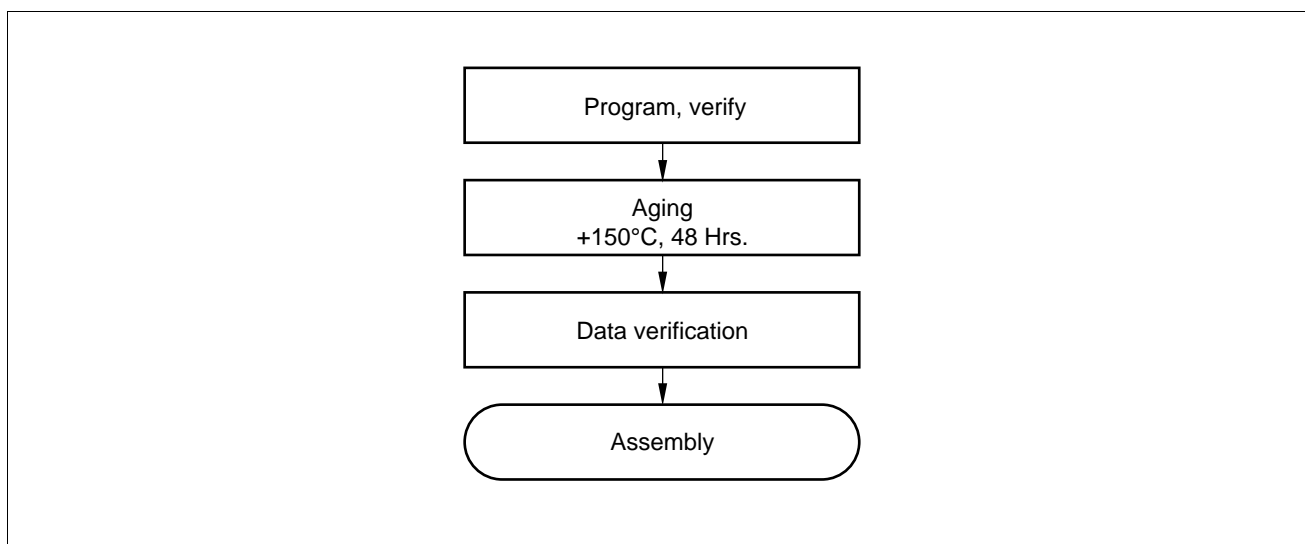 Program, verify
Aging
+150°C, 48 Hrs.
Data verification
Assembly